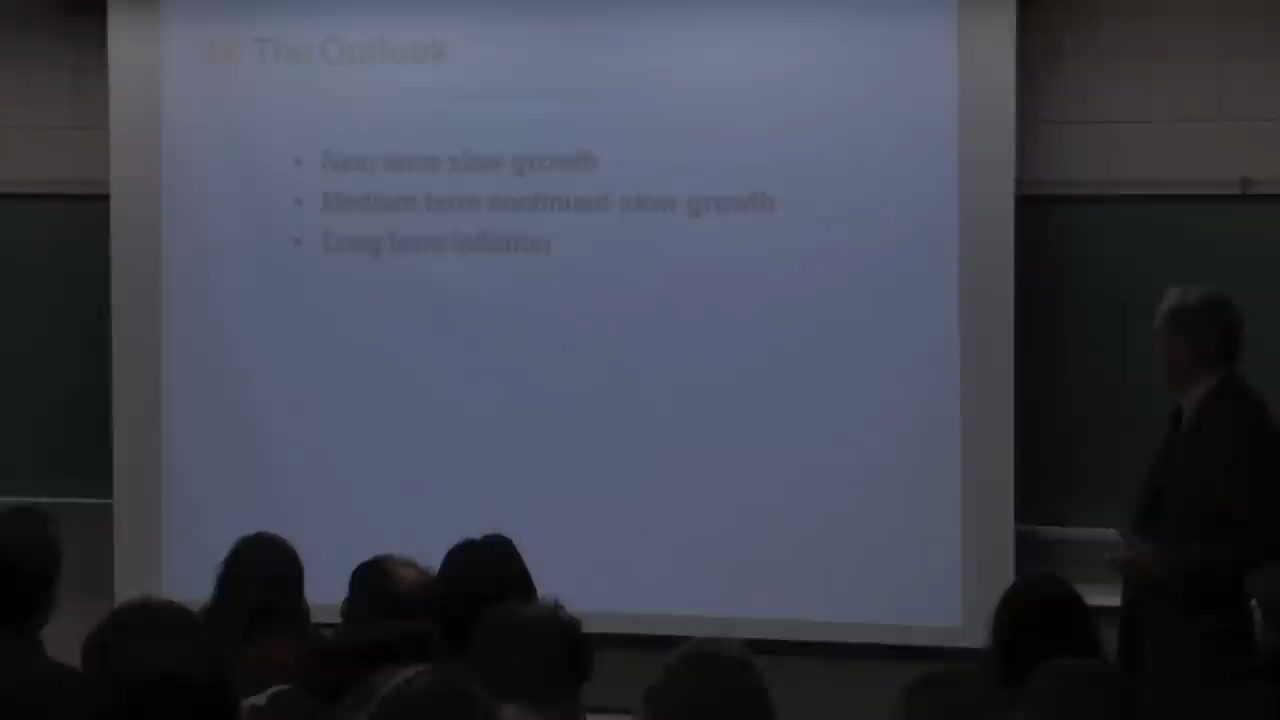 The Outlook
• Near term slow growth
• Medium term continued slow growth
• Long term inflation